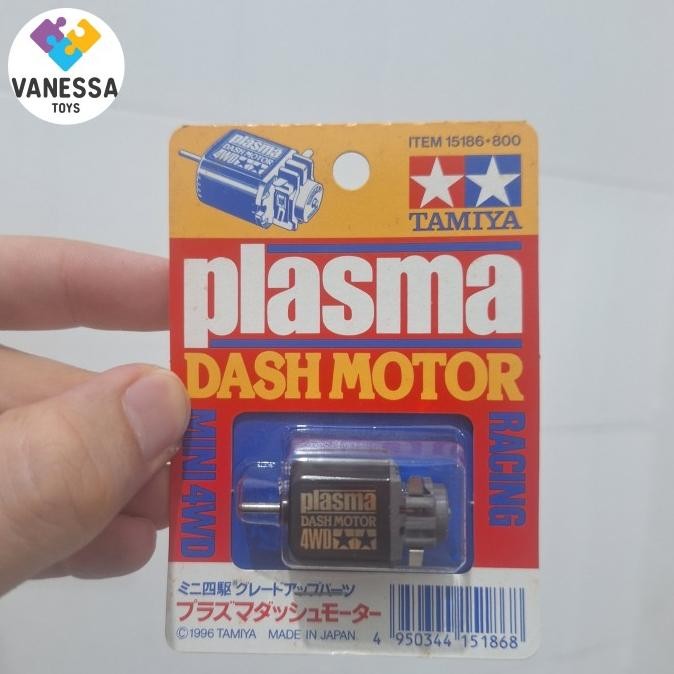 VANESSA
TOYS
ITEM 15186•800
plasma
DASH MOTOR
4WD
TAMIYA
plasma
DASH MOTOR
MINI 4WD
RACING
plasma
DASH MOTOR
4WD
ミニ四駆 グレードアップパーツ
プラズマダッシュモーター
©1996 TAMIYA MADE IN JAPAN
4 950344 151868